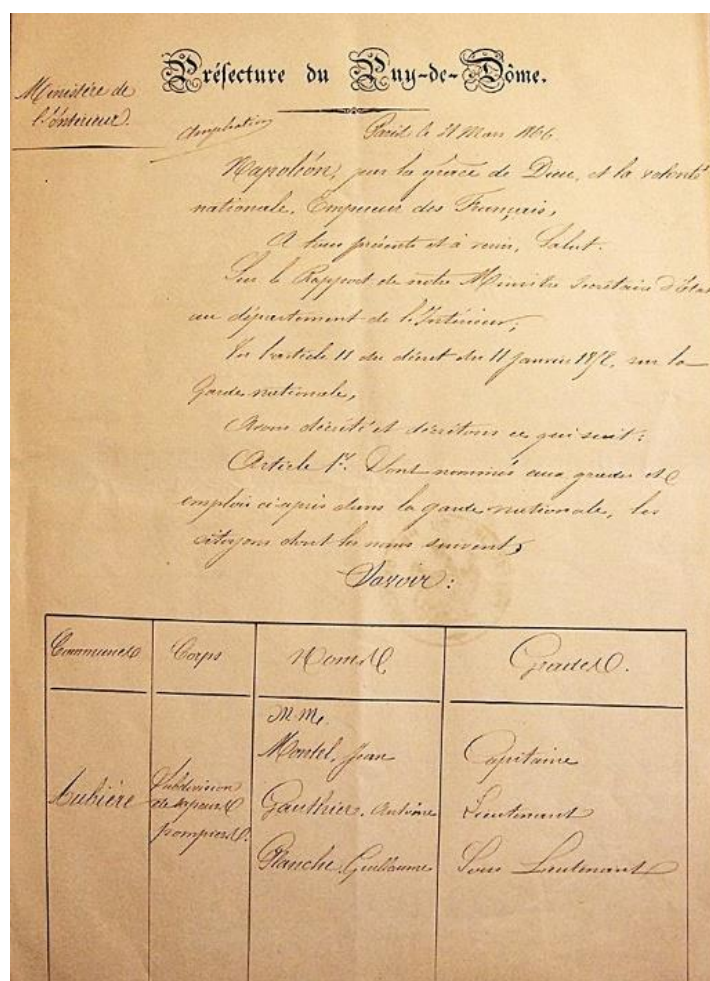 Préfecture du Puy-de-Dôme.
Ministère de
l'Intérieur.
Ampliation
Paris le 21 Mars 1866.
Napoléon, par la grâce de Dieu, et la volonté
nationale, Empereur des Français,
A tous présents et à venir, Salut.
Sur le Rapport de notre Ministre Secrétaire d'Etat
au département de l'Intérieur,
Vu l'article 11 du décret du 11 Janvier 1852, sur la
Garde nationale,
Avons décrété et décrétons ce qui suit :
Article 1er. Sont nommés aux grades et
emplois ci-après dans la garde nationale, les
citoyens dont les noms suivent,
Savoir :
Communes Corps Noms Grades.
M.M.
Montel, Jean Capitaine
Aubière Subdivision de sapeurs pompiers. Gauthier, Antoine Lieutenant
Planche, Guillaume Sous Lieutenant